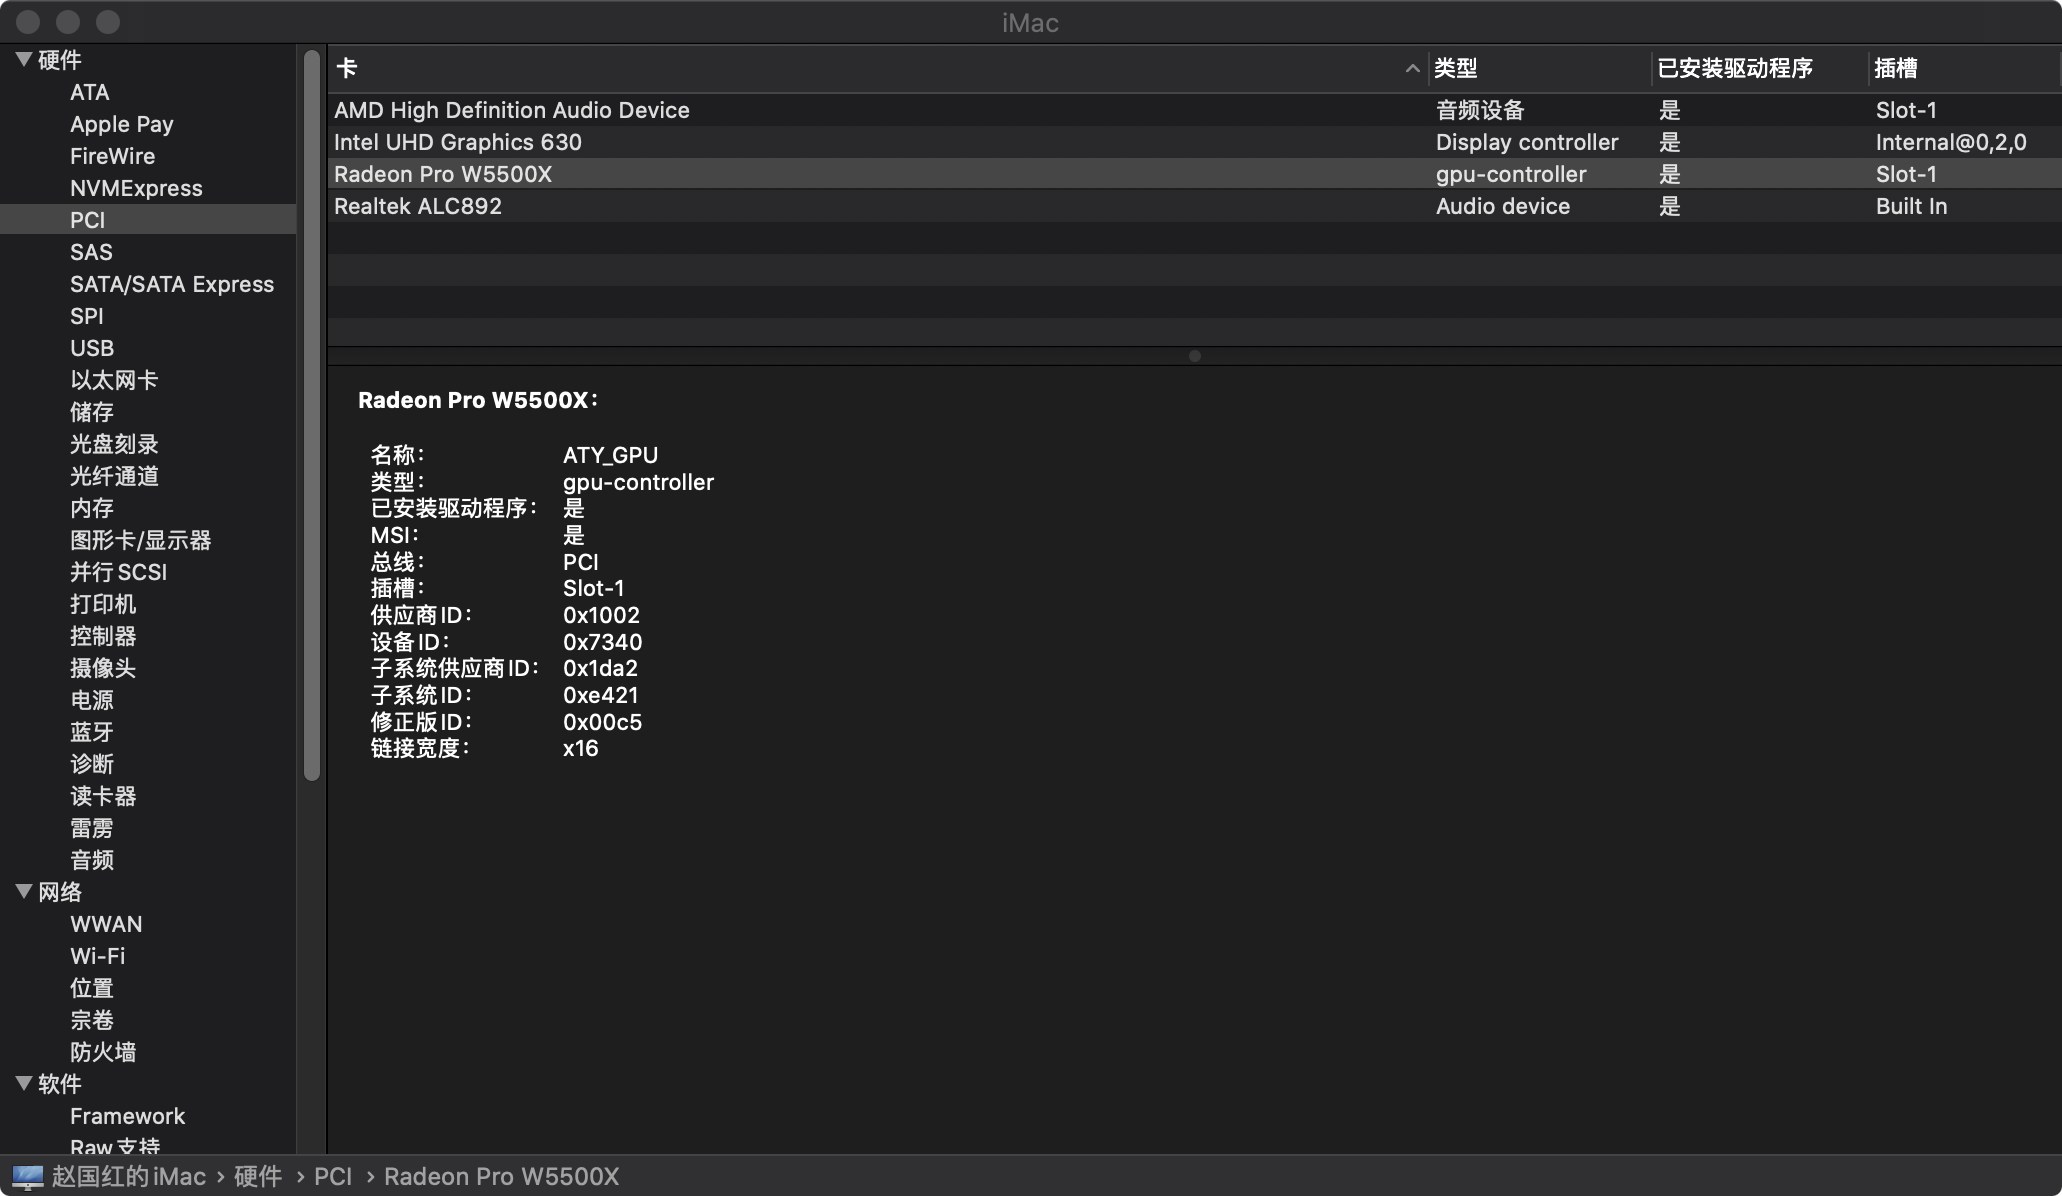 iMac
硬件
ATA
Apple Pay
FireWire
NVMExpress
PCI
SAS
SATA/SATA Express
SPI
USB
以太网卡
储存
光盘刻录
光纤通道
内存
图形卡/显示器
并行 SCSI
打印机
控制器
摄像头
电源
蓝牙
诊断
读卡器
雷雳
音频
网络
WWAN
Wi-Fi
位置
宗卷
防火墙
软件
Framework
Raw 支持
卡 类型 已安装驱动程序 插槽
AMD High Definition Audio Device 音频设备 是 Slot-1
Intel UHD Graphics 630 Display controller 是 Internal@0,2,0
Radeon Pro W5500X gpu-controller 是 Slot-1
Realtek ALC892 Audio device 是 Built In
Radeon Pro W5500X:
名称: ATY_GPU
类型: gpu-controller
已安装驱动程序: 是
MSI: 是
总线: PCI
插槽: Slot-1
供应商 ID: 0x1002
设备 ID: 0x7340
子系统供应商 ID: 0x1da2
子系统 ID: 0xe421
修正版 ID: 0x00c5
链接宽度: x16
赵国红的 iMac › 硬件 › PCI › Radeon Pro W5500X